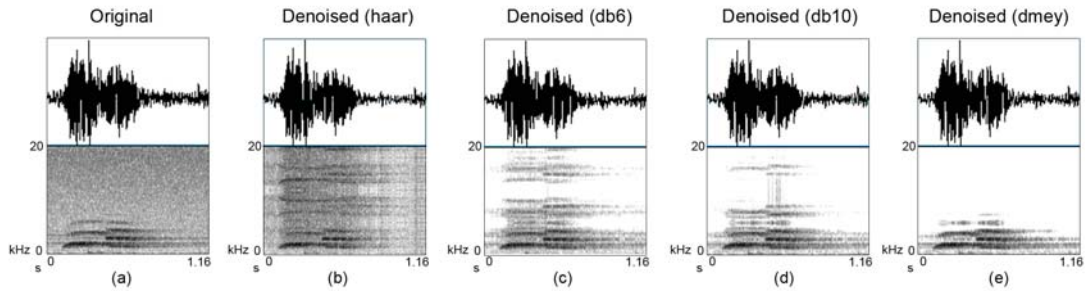 Original
Denoised (haar)
Denoised (db6)
Denoised (db10)
Denoised (dmey)
20
20
20
20
20
kHz 0
kHz 0
kHz 0
kHz 0
kHz 0
s 0 1.16
s 0 1.16
s 0 1.16
s 0 1.16
s 0 1.16
(a)
(b)
(c)
(d)
(e)